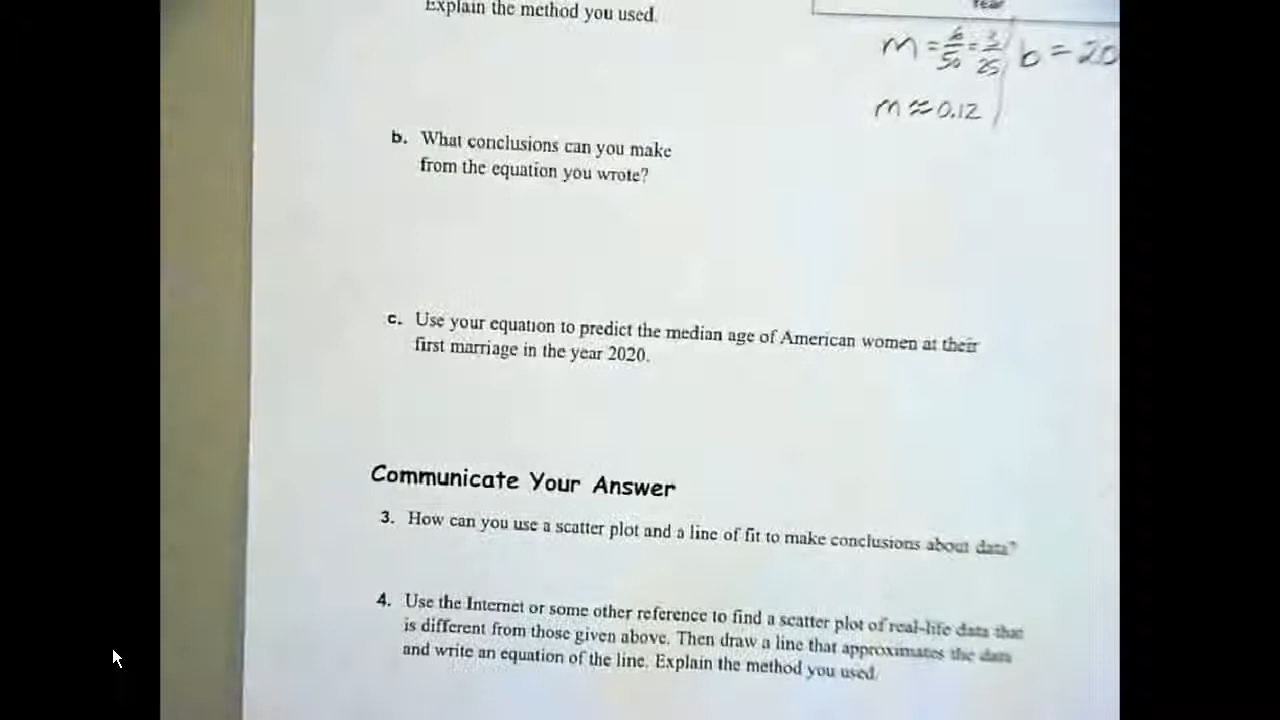 Explain the method you used.
Year
m = 6/50 = 3/25 b = 20
m ≈ 0.12
b. What conclusions can you make
from the equation you wrote?
c. Use your equation to predict the median age of American women at their
first marriage in the year 2020.
Communicate Your Answer
3. How can you use a scatter plot and a line of fit to make conclusions about data?
4. Use the Internet or some other reference to find a scatter plot of real-life data that
is different from those given above. Then draw a line that approximates the data
and write an equation of the line. Explain the method you used.